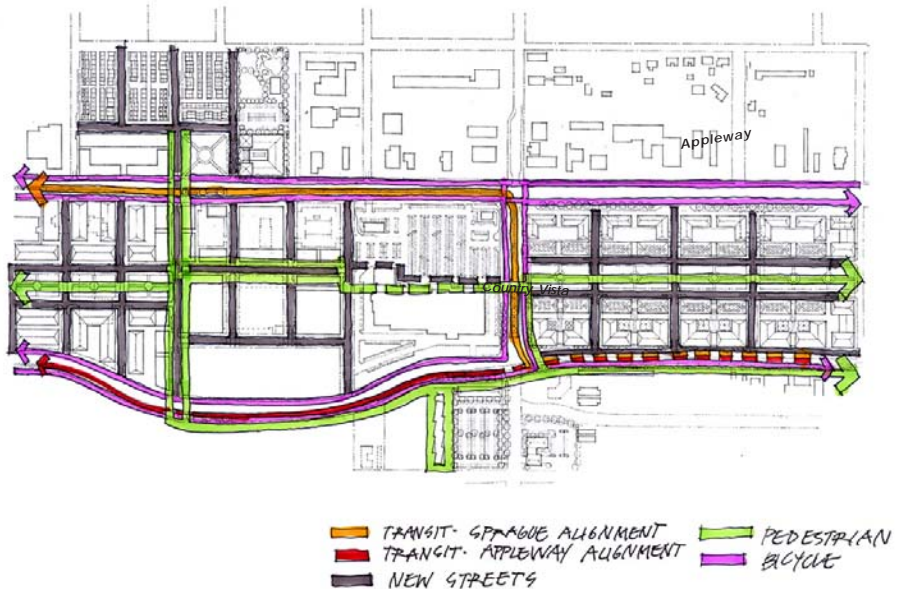 Appleway
Country Vista
TRANSIT- SPRAGUE ALIGNMENT
TRANSIT- APPLEWAY ALIGNMENT
NEW STREETS
PEDESTRIAN
BICYCLE